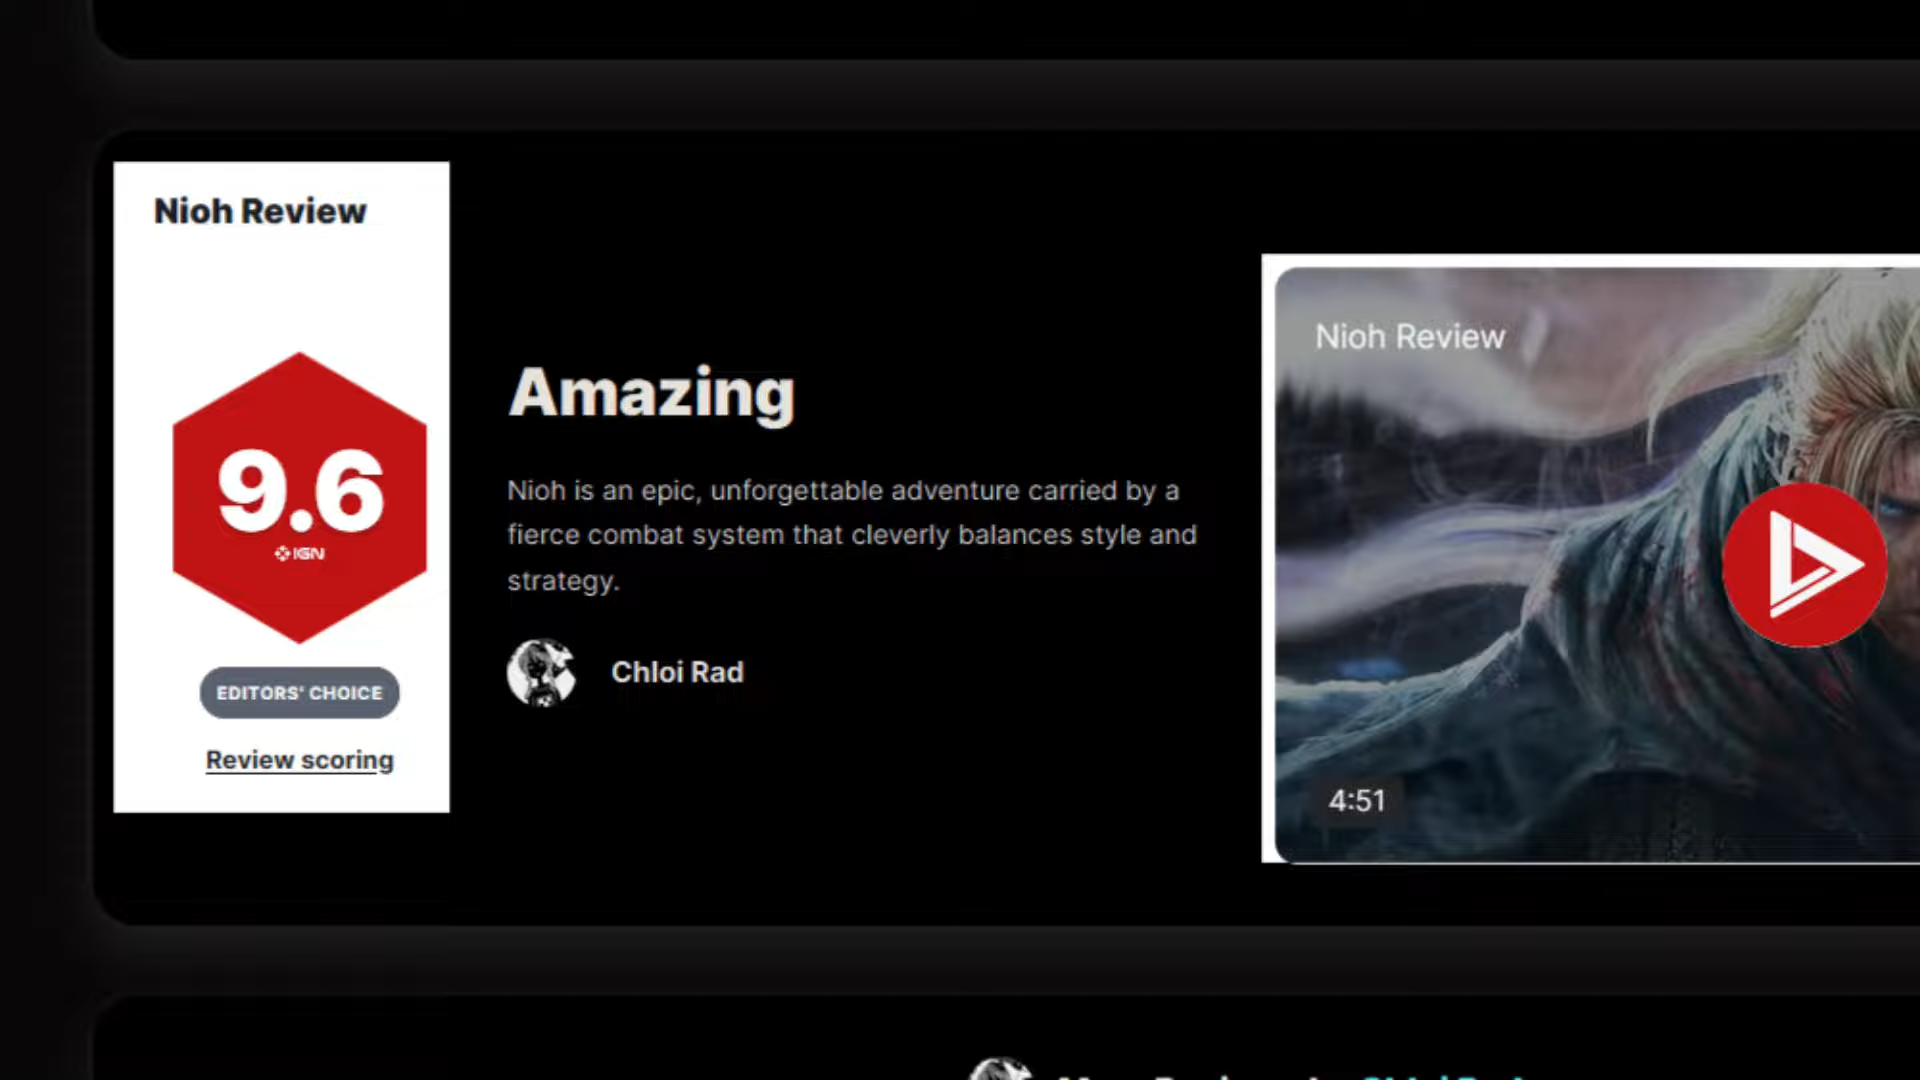 Nioh Review
9.6
IGN
EDITORS' CHOICE
Review scoring
Amazing
Nioh is an epic, unforgettable adventure carried by a
fierce combat system that cleverly balances style and
strategy.
Chloi Rad
Nioh Review
4:51